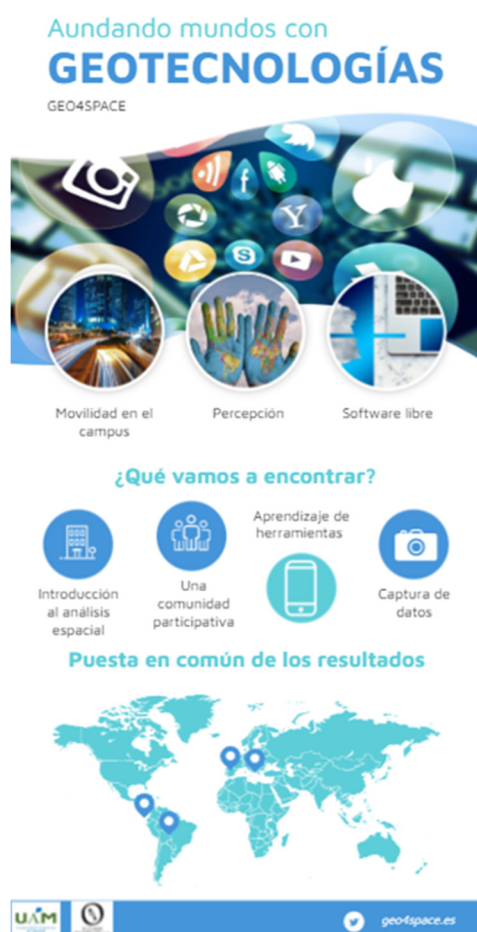 Aundando mundos con
GEOTECNOLOGÍAS
GEO4SPACE
Movilidad en el
campus
Percepción
Software libre
¿Qué vamos a encontrar?
Introducción
al análisis
espacial
Una
comunidad
participativa
Aprendizaje de
herramientas
Captura de
datos
Puesta en común de los resultados
UAM
geo4space.es